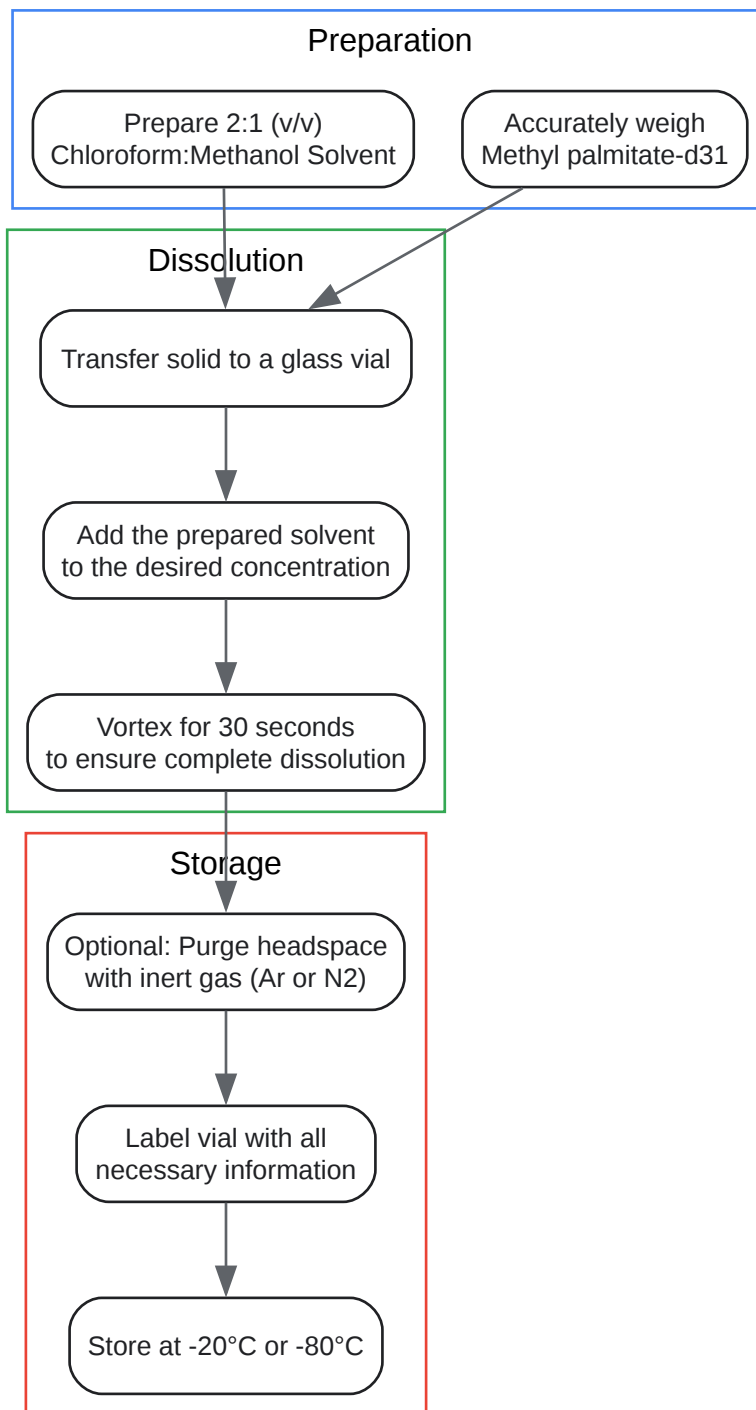 Preparation
Prepare 2:1 (v/v)
Chloroform:Methanol Solvent
Accurately weigh
Methyl palmitate-d31
Dissolution
Transfer solid to a glass vial
Add the prepared solvent
to the desired concentration
Vortex for 30 seconds
to ensure complete dissolution
Storage
Optional: Purge headspace
with inert gas (Ar or N2)
Label vial with all
necessary information
Store at -20°C or -80°C